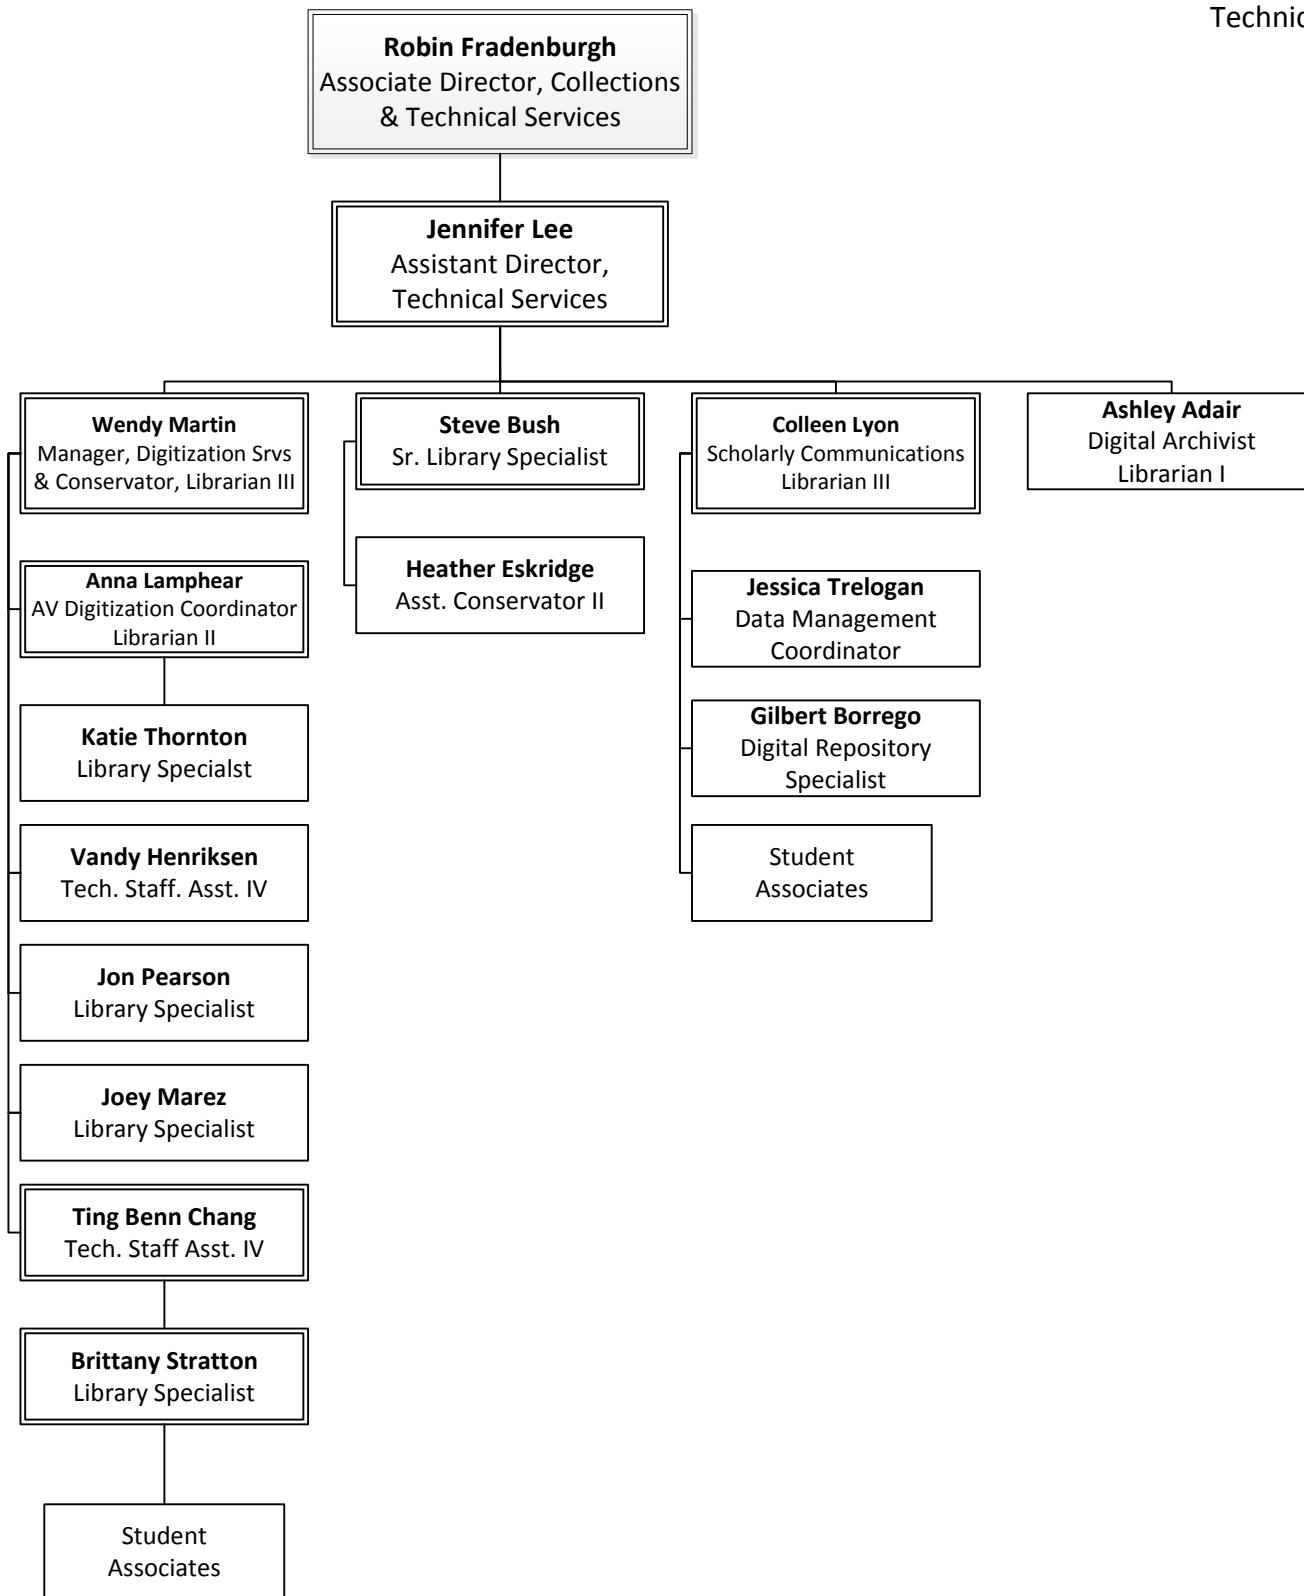 Technic
Robin Fradenburgh
Associate Director, Collections
& Technical Services
Jennifer Lee
Assistant Director,
Technical Services
Wendy Martin
Manager, Digitization Srvs
& Conservator, Librarian III
Steve Bush
Sr. Library Specialist
Colleen Lyon
Scholarly Communications
Librarian III
Ashley Adair
Digital Archivist
Librarian I
Anna Lamphear
AV Digitization Coordinator
Librarian II
Heather Eskridge
Asst. Conservator II
Jessica Trelogan
Data Management
Coordinator
Katie Thornton
Library Specialst
Gilbert Borrego
Digital Repository
Specialist
Vandy Henriksen
Tech. Staff. Asst. IV
Student
Associates
Jon Pearson
Library Specialist
Joey Marez
Library Specialist
Ting Benn Chang
Tech. Staff Asst. IV
Brittany Stratton
Library Specialist
Student
Associates